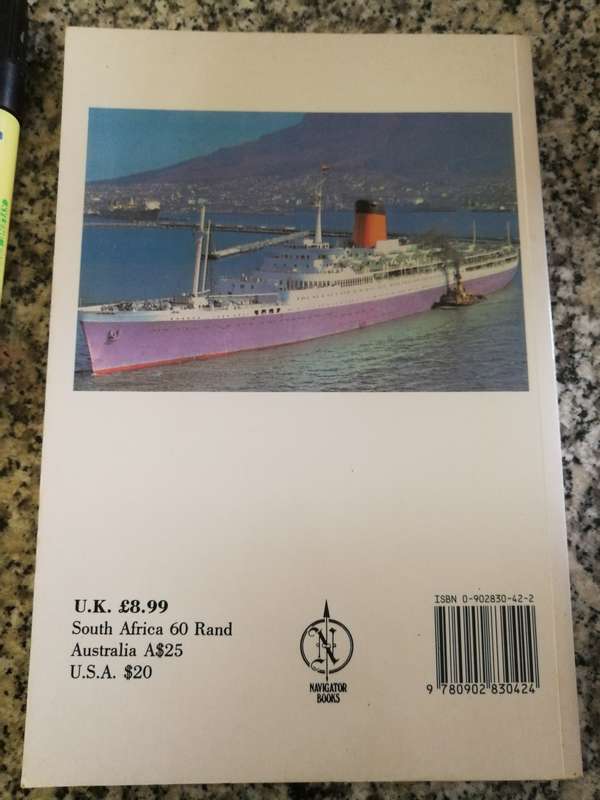 U.K. £8.99
South Africa 60 Rand
Australia A$25
U.S.A. $20
N
NAVIGATOR
BOOKS
ISBN 0-902830-42-2
9 780902 830424